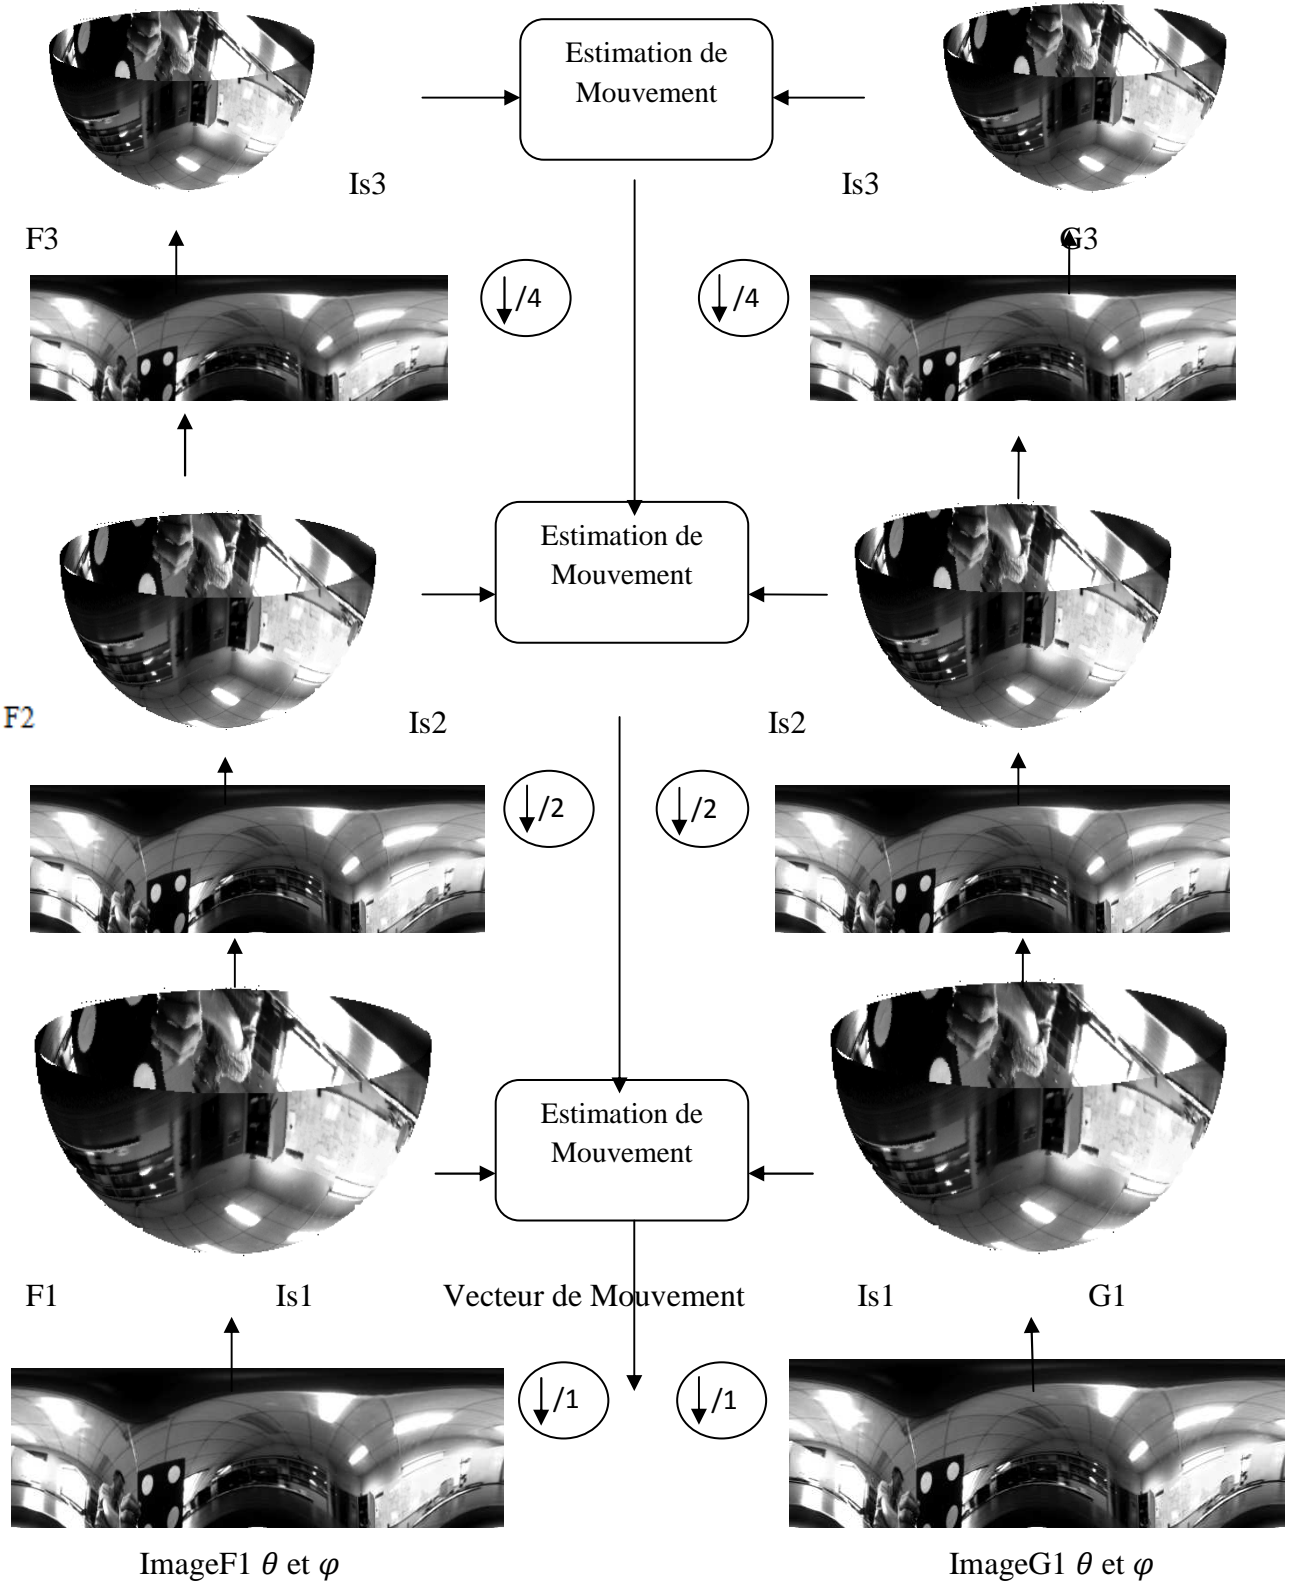 Estimation de
Mouvement
Is3
Is3
F3
G3
/4
/4
Estimation de
Mouvement
F2
Is2
Is2
/2
/2
Estimation de
Mouvement
F1
Is1
Vecteur de Mouvement
Is1
G1
/1
/1
ImageF1 θ et φ
ImageG1 θ et φ